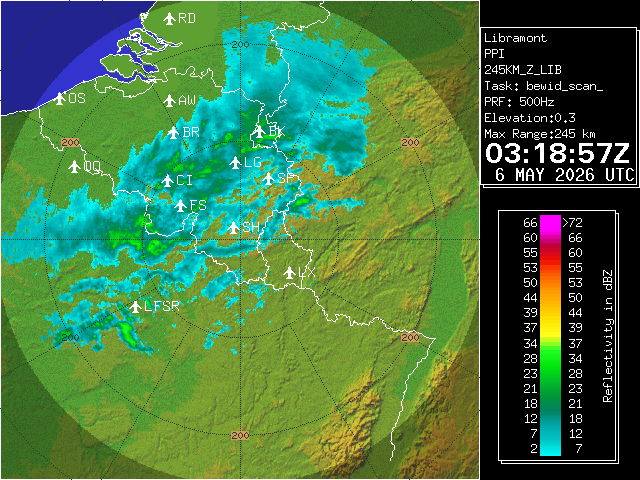 RD
200
OS
AW
BR
BK
200
LG
OQ
CI
SP
FS
SH
LX
LFSR
200
200
200
Libramont
PPI
245KM_Z_LIB
Task: bewid_scan_
PRF: 500Hz
Elevation:0.3
Max Range:245 km
03:18:57Z
6 MAY 2026 UTC
66 >72
60 66
55 60
53 55
50 53
44 50
39 44
37 39
34 37
28 34
23 28
21 23
18 21
12 18
7 12
2 7
Reflectivity in dBZ